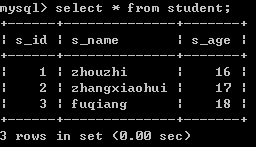 mysql> select * from student;
+------+-------------+-------+
¦ s_id ¦ s_name      ¦ s_age ¦
+------+-------------+-------+
¦    1 ¦ zhouzhi     ¦    16 ¦
¦    2 ¦ zhangxiaohui ¦    17 ¦
¦    3 ¦ fuqiang     ¦    18 ¦
+------+-------------+-------+
3 rows in set (0.00 sec)